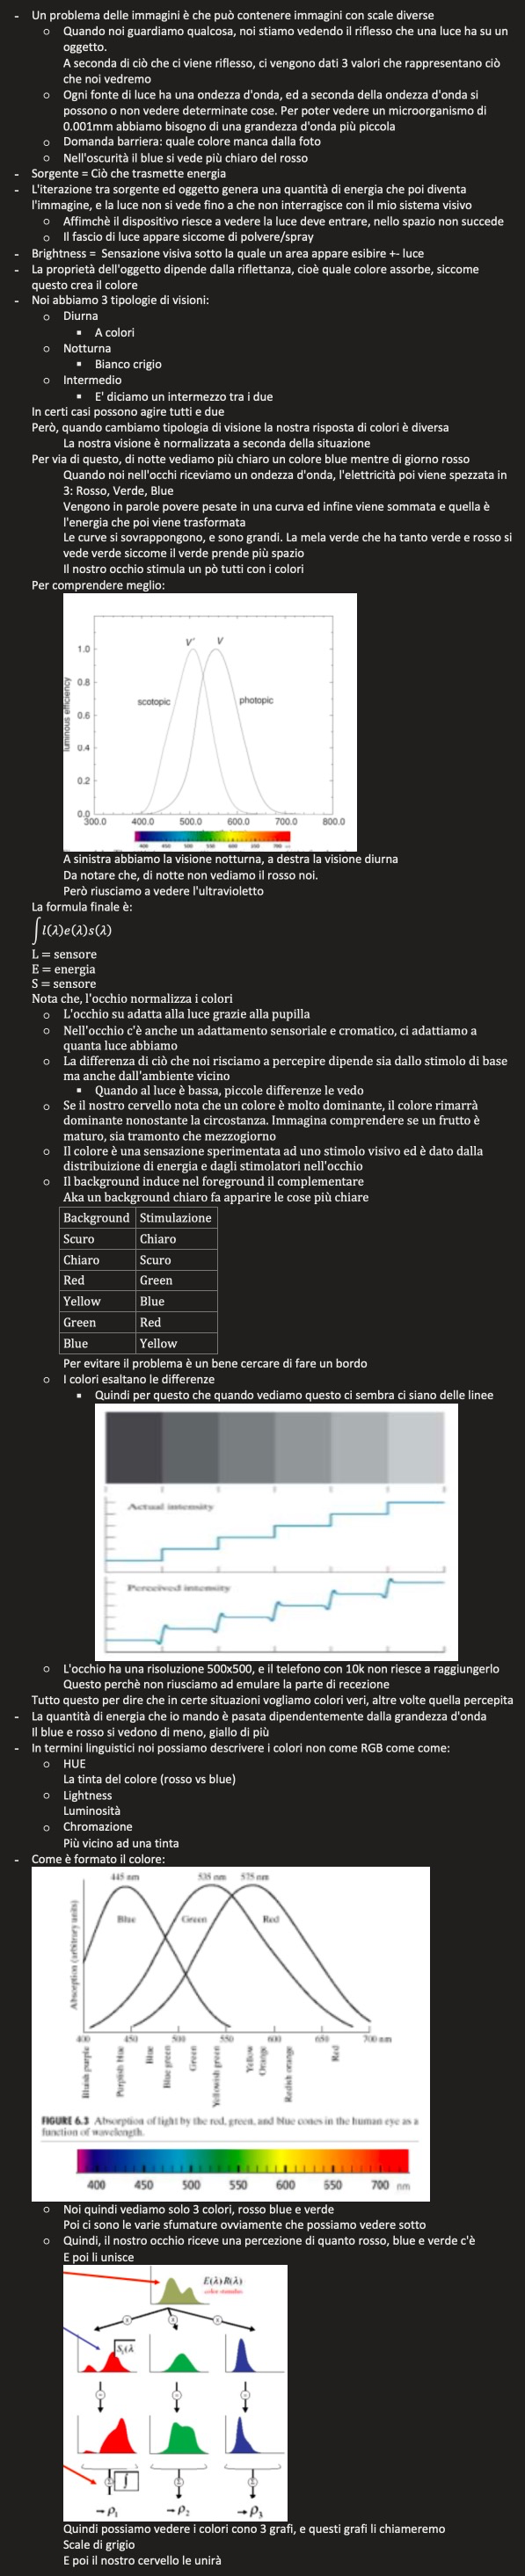 - Un problema delle immagini è che può contenere immagini con scale diverse
o Quando noi guardiamo qualcosa, noi stiamo vedendo il riflesso che una luce ha su un
oggetto.
A seconda di ciò che ci viene riflesso, ci vengono dati 3 valori che rappresentano ciò
che noi vedremo
o Ogni fonte di luce ha una ondezza d'onda, ed a seconda della ondezza d'onda si
possono o non vedere determinate cose. Per poter vedere un microorganismo di
0.001mm abbiamo bisogno di una grandezza d'onda più piccola
o Domanda barriera: quale colore manca dalla foto
o Nell'oscurità il blue si vede più chiaro del rosso
- Sorgente = Ciò che trasmette energia
- L'iterazione tra sorgente ed oggetto genera una quantità di energia che poi diventa
l'immagine, e la luce non si vede fino a che non interragisce con il mio sistema visivo
o Affimchè il dispositivo riesce a vedere la luce deve entrare, nello spazio non succede
o Il fascio di luce appare siccome di polvere/spray
- Brightness = Sensazione visiva sotto la quale un area appare esibire +- luce
- La proprietà dell'oggetto dipende dalla riflettanza, cioè quale colore assorbe, siccome
questo crea il colore
- Noi abbiamo 3 tipologie di visioni:
o Diurna
▪ A colori
o Notturna
▪ Bianco crigio
o Intermedio
▪ E' diciamo un intermezzo tra i due
In certi casi possono agire tutti e due
Però, quando cambiamo tipologia di visione la nostra risposta di colori è diversa
La nostra visione è normalizzata a seconda della situazione
Per via di questo, di notte vediamo più chiaro un colore blue mentre di giorno rosso
Quando noi nell'occhi riceviamo un ondezza d'onda, l'elettricità poi viene spezzata in
3: Rosso, Verde, Blue
Vengono in parole povere pesate in una curva ed infine viene sommata e quella è
l'energia che poi viene trasformata
Le curve si sovrappongono, e sono grandi. La mela verde che ha tanto verde e rosso si
vede verde siccome il verde prende più spazio
Il nostro occhio stimula un pò tutti con i colori
Per comprendere meglio:
V' V
1.0
0.8
scotopic photopic
luminous efficiency
0.6
0.4
0.2
0.0
300.0 400.0 500.0 600.0 700.0 800.0
A sinistra abbiamo la visione notturna, a destra la visione diurna
Da notare che, di notte non vediamo il rosso noi.
Però riusciamo a vedere l'ultravioletto
La formula finale è:
∫ l(λ)e(λ)s(λ)
L = sensore
E = energia
S = sensore
Nota che, l'occhio normalizza i colori
o L'occhio su adatta alla luce grazie alla pupilla
o Nell'occhio c'è anche un adattamento sensoriale e cromatico, ci adattiamo a
quanta luce abbiamo
o La differenza di ciò che noi risciamo a percepire dipende sia dallo stimolo di base
ma anche dall'ambiente vicino
▪ Quando al luce è bassa, piccole differenze le vedo
o Se il nostro cervello nota che un colore è molto dominante, il colore rimarrà
dominante nonostante la circostanza. Immagina comprendere se un frutto è
maturo, sia tramonto che mezzogiorno
o Il colore è una sensazione sperimentata ad uno stimolo visivo ed è dato dalla
distribuizione di energia e dagli stimolatori nell'occhio
o Il background induce nel foreground il complementare
Aka un background chiaro fa apparire le cose più chiare
Background Stimulazione
Scuro Chiaro
Chiaro Scuro
Red Green
Yellow Blue
Green Red
Blue Yellow
Per evitare il problema è un bene cercare di fare un bordo
o I colori esaltano le differenze
▪ Quindi per questo che quando vediamo questo ci sembra ci siano delle linee
Actual intensity
Perceived intensity
o L'occhio ha una risoluzione 500x500, e il telefono con 10k non riesce a raggiungerlo
Questo perchè non riusciamo ad emulare la parte di recezione
Tutto questo per dire che in certe situazioni vogliamo colori veri, altre volte quella percepita
- La quantità di energia che io mando è pasata dipendentemente dalla grandezza d'onda
Il blue e rosso si vedono di meno, giallo di più
- In termini linguistici noi possiamo descrivere i colori non come RGB come come:
o HUE
La tinta del colore (rosso vs blue)
o Lightness
Luminosità
o Chromazione
Più vicino ad una tinta
- Come è formato il colore:
445 nm 535 nm 575 nm
Blue Green Red
Absorption (arbitrary units)
400 450 500 550 600 650 700 nm
Bluish purple
Purplish blue
Blue
Blue green
Green
Yellowish green
Yellow
Orange
Reddish orange
Red
FIGURE 6.3 Absorption of light by the red, green, and blue cones in the human eye as a
function of wavelength.
400 450 500 550 600 650 700 nm
o Noi quindi vediamo solo 3 colori, rosso blue e verde
Poi ci sono le varie sfumature ovviamente che possiamo vedere sotto
o Quindi, il nostro occhio riceve una percezione di quanto rosso, blue e verde c'è
E poi li unisce
E(λ)R(λ)
color stimulus
S₁(λ
∫
→ρ₁ →ρ₂ →ρ₃
Quindi possiamo vedere i colori cono 3 grafi, e questi grafi li chiameremo
Scale di grigio
E poi il nostro cervello le unirà